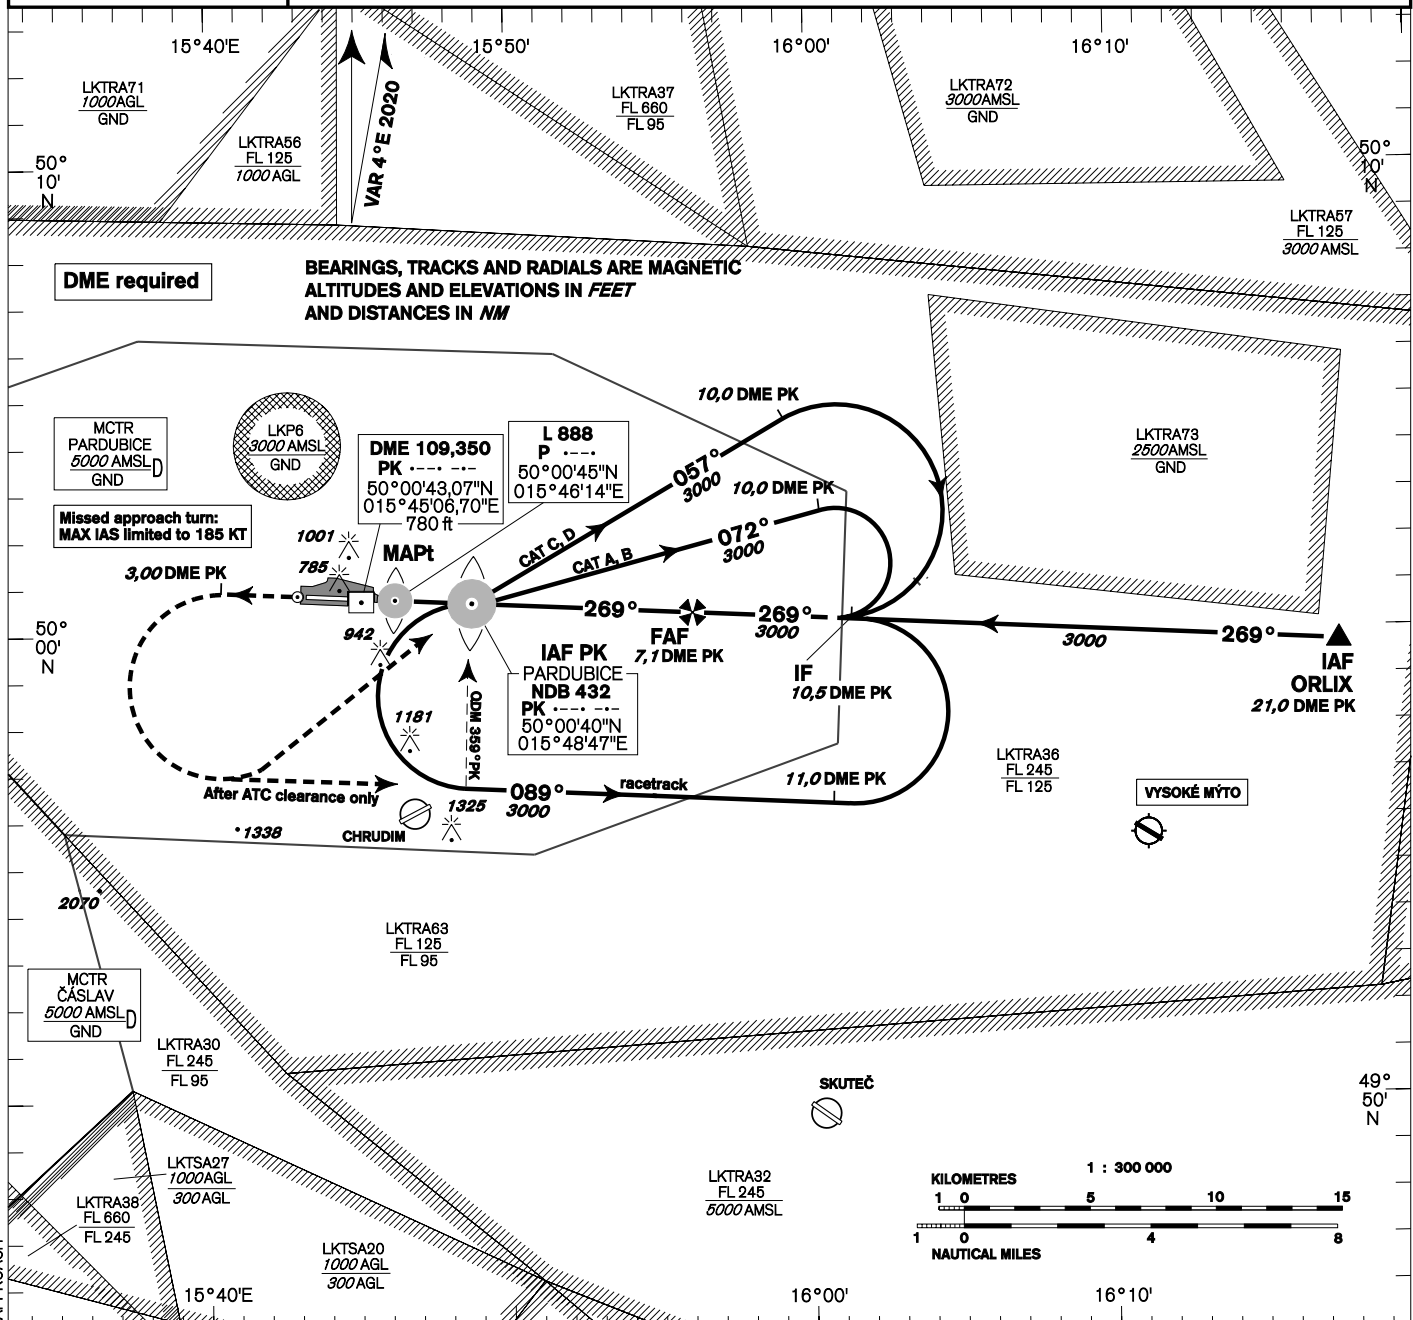 15°40'E
15°50'
16°00'
16°10'
LKTRA71
1000AGL
GND
LKTRA56
FL 125
1000 AGL
VAR 4°E 2020
LKTRA37
FL 660
FL 95
LKTRA72
3000AMSL
GND
50°
10'
N
50°
10'
N
LKTRA57
FL 125
3000 AMSL
DME required
BEARINGS, TRACKS AND RADIALS ARE MAGNETIC
ALTITUDES AND ELEVATIONS IN FEET
AND DISTANCES IN NM
10,0 DME PK
MCTR
PARDUBICE
5000 AMSL
GND
D
LKP6
3000 AMSL
GND
DME 109,350
PK ·--· -·-
50°00'43,07"N
015°45'06,70"E
780 ft
L 888
P ·--·
50°00'45"N
015°46'14"E
057°
3000
10,0 DME PK
LKTRA73
2500AMSL
GND
Missed approach turn:
MAX IAS limited to 185 KT
1001
785
MAPt
CAT C, D
CAT A, B
072°
3000
3,00 DME PK
269°
269°
3000
3000
269°
50°
00'
N
942
FAF
7,1 DME PK
IAF PK
PARDUBICE
NDB 432
PK ·--· -·-
50°00'40"N
015°48'47"E
IF
10,5 DME PK
IAF
ORLIX
21,0 DME PK
QDM 359°PK
1181
LKTRA36
FL 245
FL 125
After ATC clearance only
1325
089°
3000
racetrack
11,0 DME PK
VYSOKÉ MÝTO
1338
CHRUDIM
2070
LKTRA63
FL 125
FL 95
MCTR
ČÁSLAV
5000 AMSL
GND
D
LKTRA30
FL 245
FL 95
SKUTEČ
49°
50'
N
LKTSA27
1000AGL
300 AGL
LKTRA38
FL 660
FL 245
LKTRA32
FL 245
5000 AMSL
1 : 300 000
KILOMETRES
1 0 5 10 15
1 0 4 8
NAUTICAL MILES
LKTSA20
1000 AGL
300 AGL
15°40'E
16°00'
16°10'